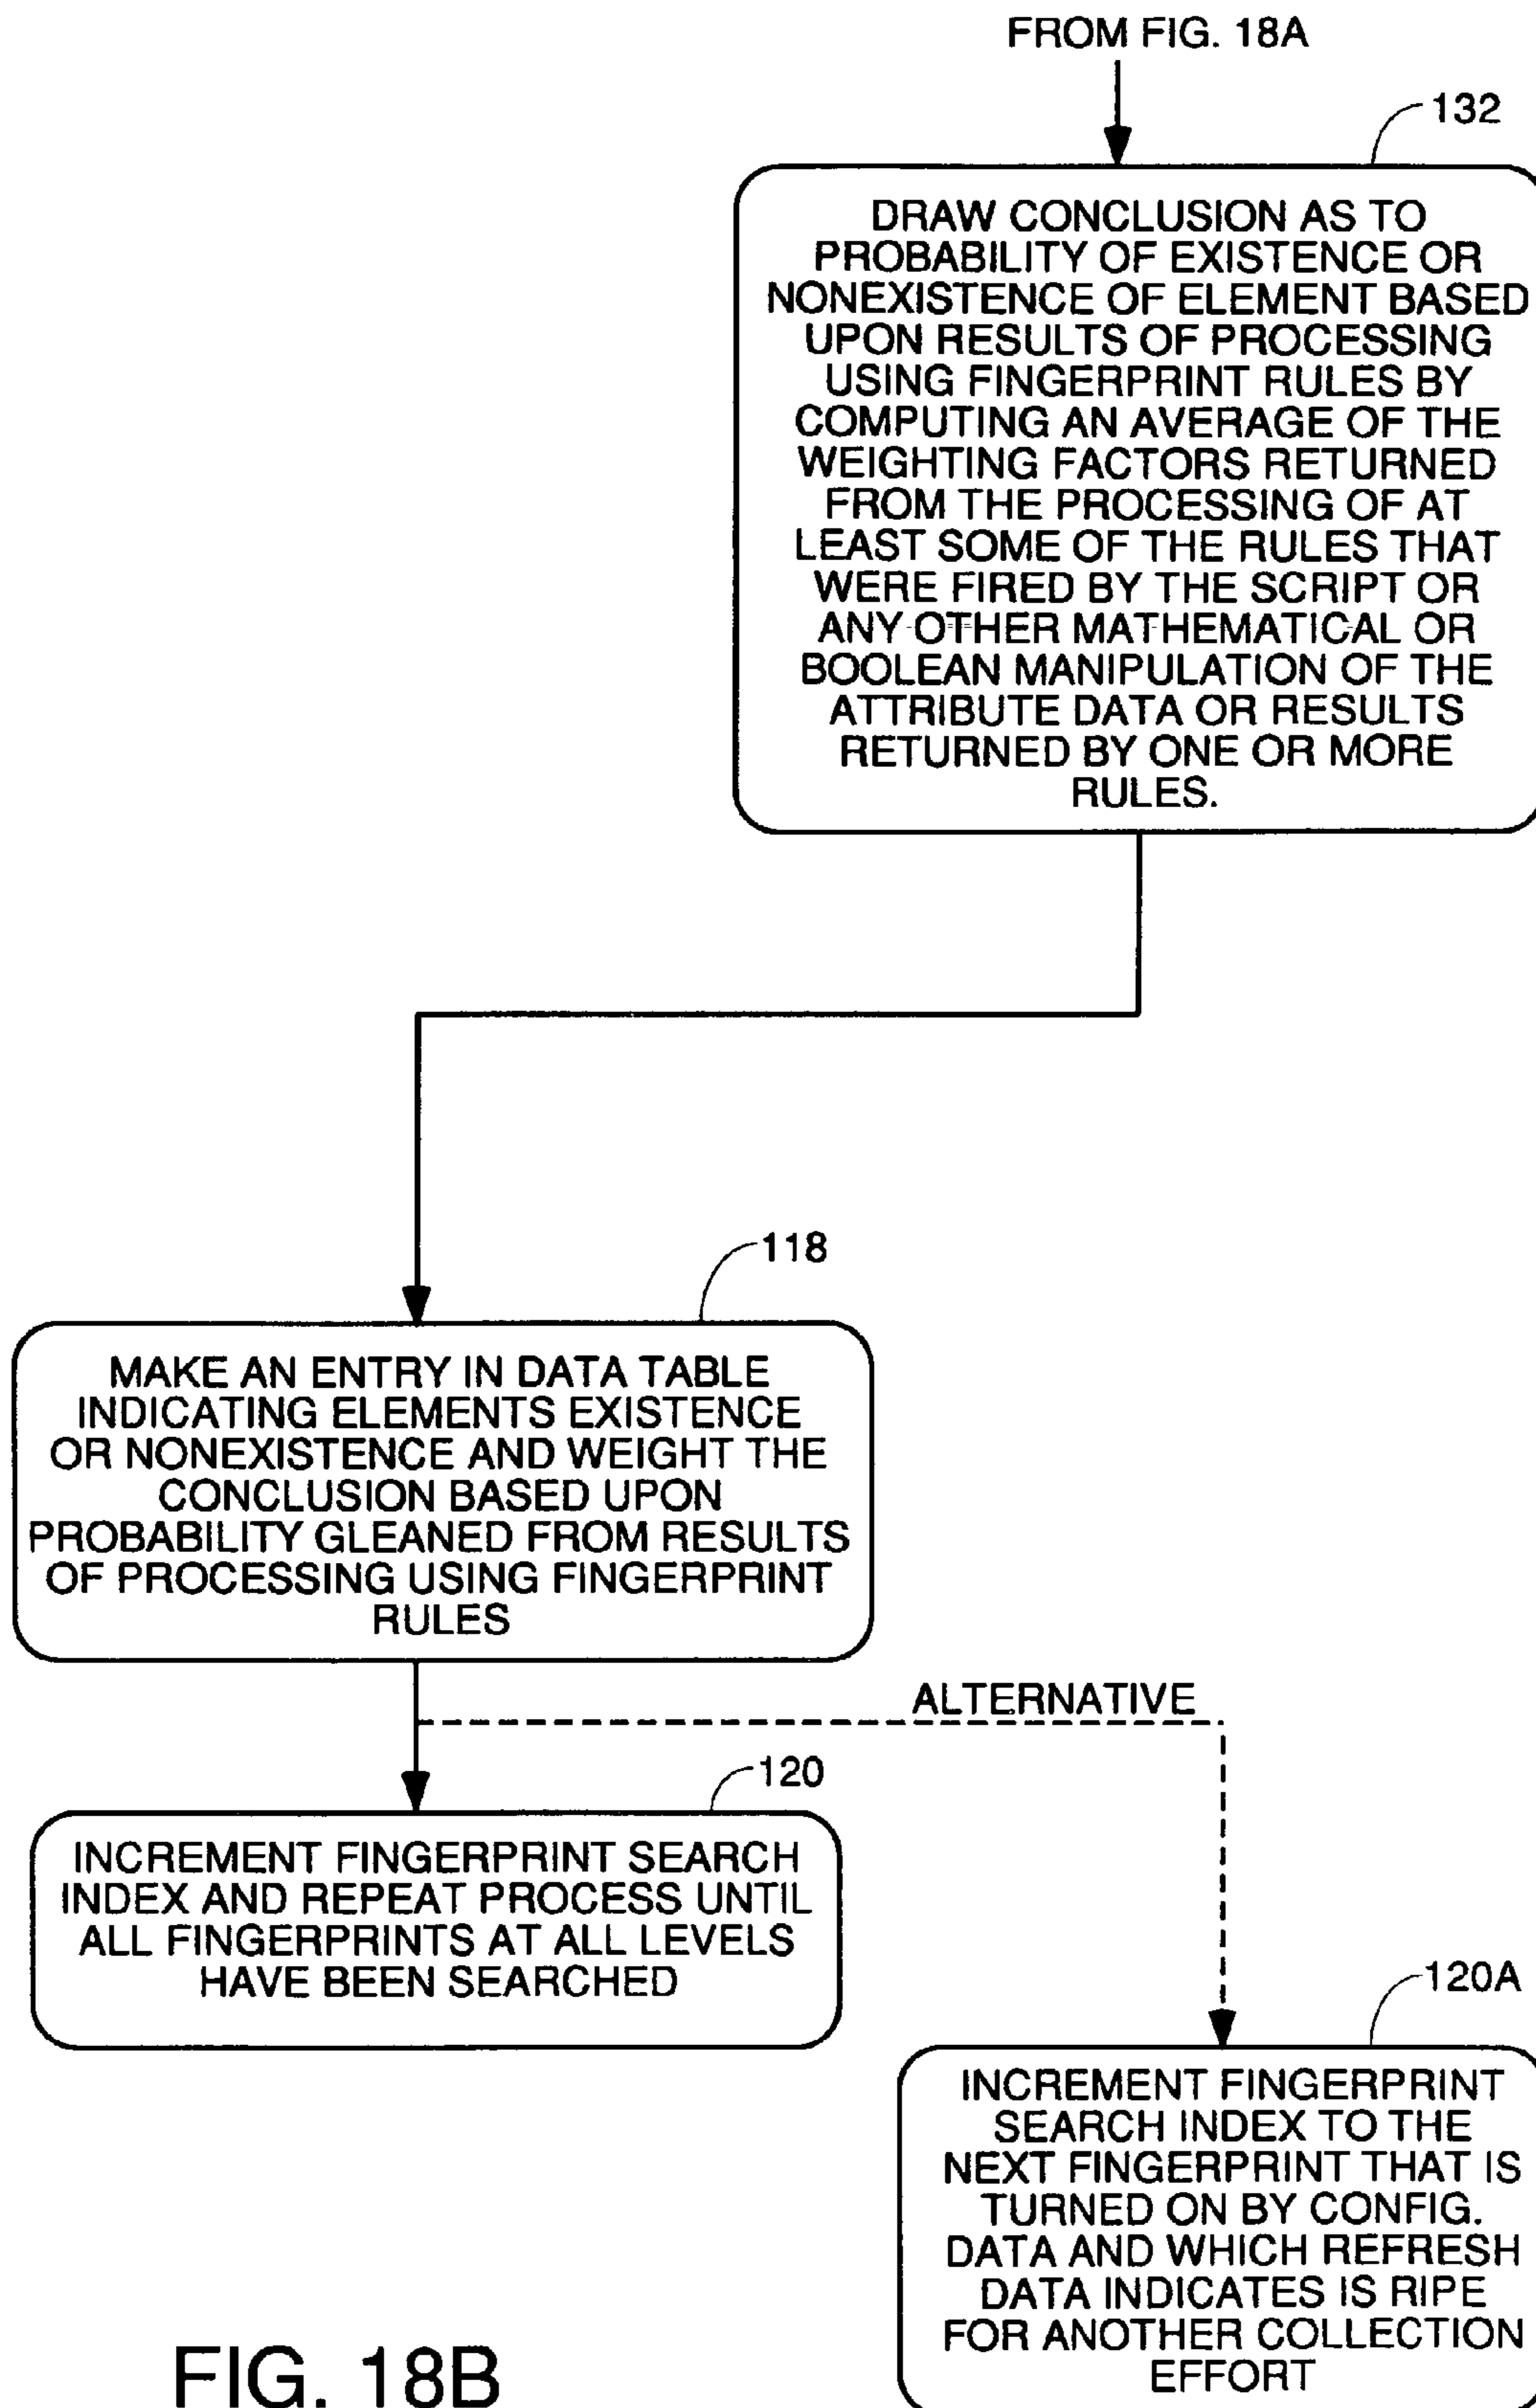 FROM FIG. 18A
132
DRAW CONCLUSION AS TO
PROBABILITY OF EXISTENCE OR
NONEXISTENCE OF ELEMENT BASED
UPON RESULTS OF PROCESSING
USING FINGERPRINT RULES BY
COMPUTING AN AVERAGE OF THE
WEIGHTING FACTORS RETURNED
FROM THE PROCESSING OF AT
LEAST SOME OF THE RULES THAT
WERE FIRED BY THE SCRIPT OR
ANY OTHER MATHEMATICAL OR
BOOLEAN MANIPULATION OF THE
ATTRIBUTE DATA OR RESULTS
RETURNED BY ONE OR MORE
RULES.
118
MAKE AN ENTRY IN DATA TABLE
INDICATING ELEMENTS EXISTENCE
OR NONEXISTENCE AND WEIGHT THE
CONCLUSION BASED UPON
PROBABILITY GLEANED FROM RESULTS
OF PROCESSING USING FINGERPRINT
RULES
ALTERNATIVE
120
INCREMENT FINGERPRINT SEARCH
INDEX AND REPEAT PROCESS UNTIL
ALL FINGERPRINTS AT ALL LEVELS
HAVE BEEN SEARCHED
120A
INCREMENT FINGERPRINT
SEARCH INDEX TO THE
NEXT FINGERPRINT THAT IS
TURNED ON BY CONFIG.
DATA AND WHICH REFRESH
DATA INDICATES IS RIPE
FOR ANOTHER COLLECTION
EFFORT
FIG. 18B